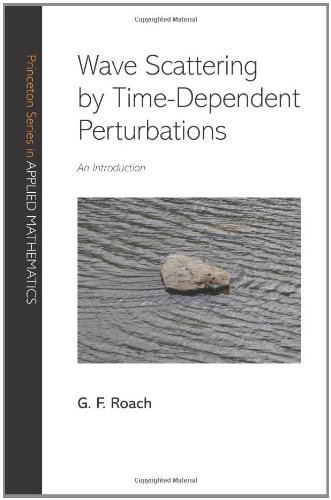 Copyrighted Material
Princeton Series in APPLIED MATHEMATICS
Wave Scattering
by Time-Dependent
Perturbations
An Introduction
G. F. Roach
Copyrighted Material